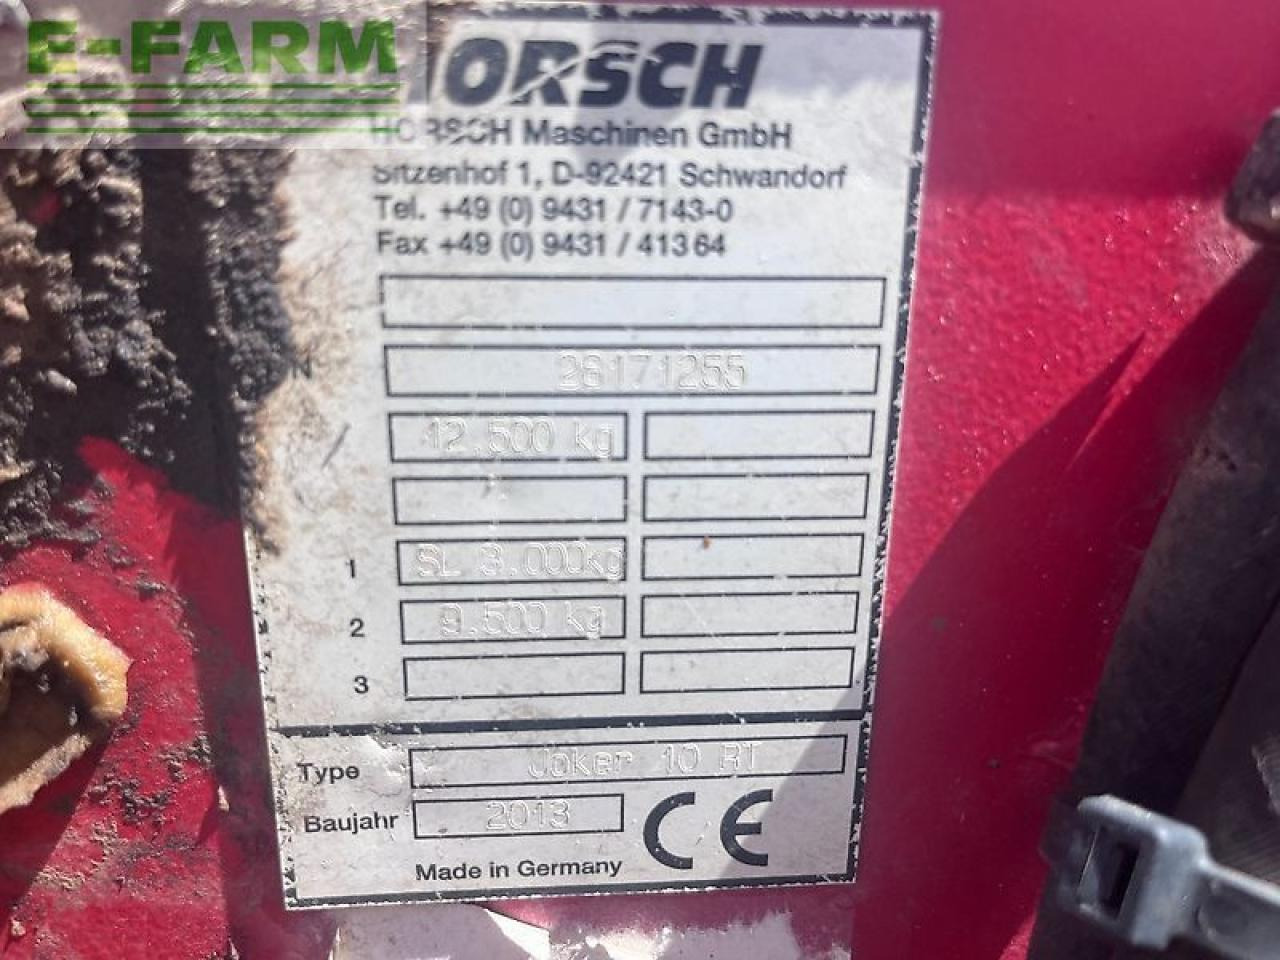 E-FARM
HORSCH
HORSCH Maschinen GmbH
Sitzenhof 1, D-92421 Schwandorf
Tel. +49 (0) 9431 / 7143-0
Fax +49 (0) 9431 / 41364
N 28171255
12.500 kg
1 SL 3.000kg
2 9.500 kg
3
Type Joker 10 RT
Baujahr 2013 CE
Made in Germany